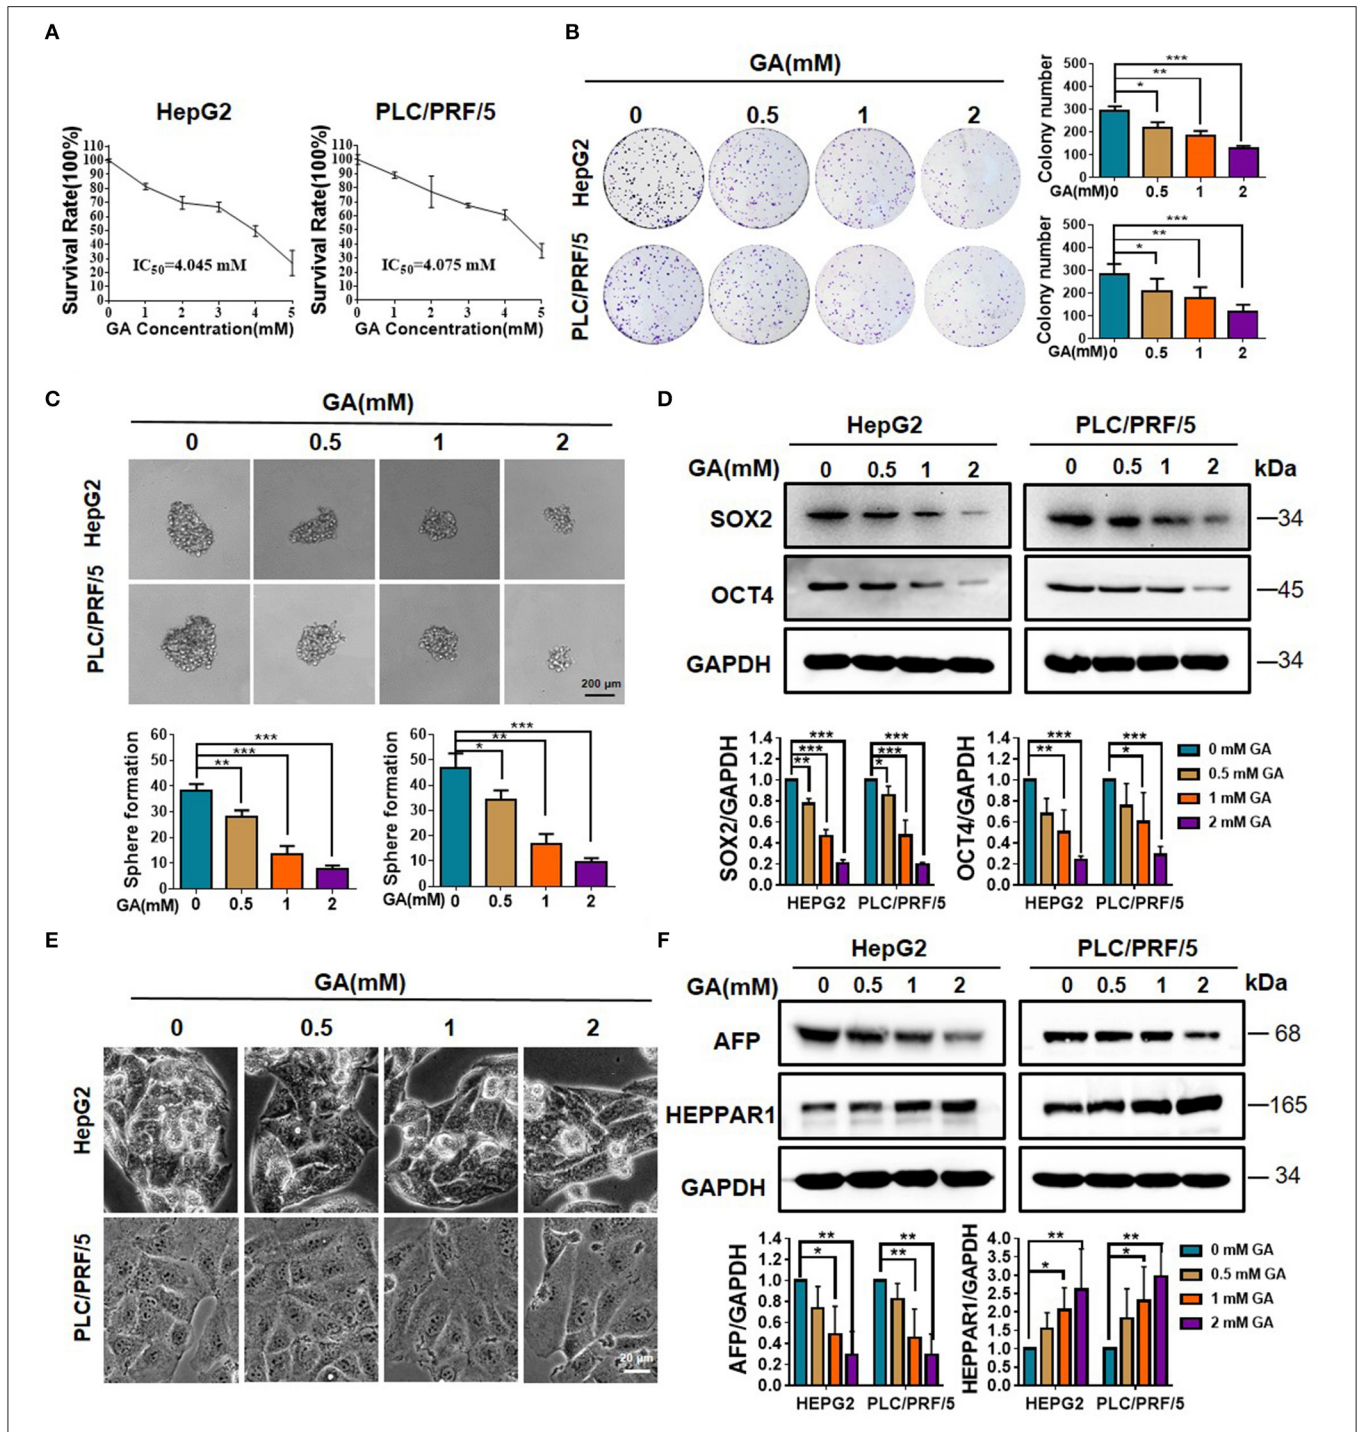 A
HepG2
Survival Rate(100%)
110
100
90
80
70
60
50
40
30
20
10
0
IC50=4.045 mM
0 1 2 3 4 5
GA Concentration(mM)
PLC/PRF/5
Survival Rate(100%)
110
100
90
80
70
60
50
40
30
20
10
0
IC50=4.075 mM
0 1 2 3 4 5
GA Concentration(mM)
B
GA(mM)
0 0.5 1 2
HepG2
PLC/PRF/5
Colony number
500
400
300
200
100
0
* ** ***
GA(mM)0 0.5 1 2
Colony number
500
400
300
200
100
0
* ** ***
GA(mM)0 0.5 1 2
C
GA(mM)
0 0.5 1 2
HepG2
PLC/PRF/5
200 µm
Sphere formation
60
50
40
30
20
10
0
** *** ***
GA(mM) 0 0.5 1 2
Sphere formation
60
50
40
30
20
10
0
* ** ***
GA(mM) 0 0.5 1 2
D
HepG2 PLC/PRF/5
GA(mM) 0 0.5 1 2 0 0.5 1 2 kDa
SOX2 34
OCT4 45
GAPDH 34
SOX2/GAPDH
1.4
1.2
1.0
0.8
0.6
0.4
0.2
0.0
*** ***
*** ***
** *
HEPG2 PLC/PRF/5
OCT4/GAPDH
1.4
1.2
1.0
0.8
0.6
0.4
0.2
0.0
*** ***
** *
HEPG2 PLC/PRF/5
0 mM GA
0.5 mM GA
1 mM GA
2 mM GA
E
GA(mM)
0 0.5 1 2
HepG2
PLC/PRF/5
20 µm
F
HepG2 PLC/PRF/5
GA(mM) 0 0.5 1 2 0 0.5 1 2 kDa
AFP 68
HEPPAR1 165
GAPDH 34
AFP/GAPDH
1.4
1.2
1.0
0.8
0.6
0.4
0.2
0.0
** **
* **
HEPG2 PLC/PRF/5
HEPPAR1/GAPDH
4.0
3.5
3.0
2.5
2.0
1.5
1.0
0.5
0.0
** **
* *
HEPG2 PLC/PRF/5
0 mM GA
0.5 mM GA
1 mM GA
2 mM GA